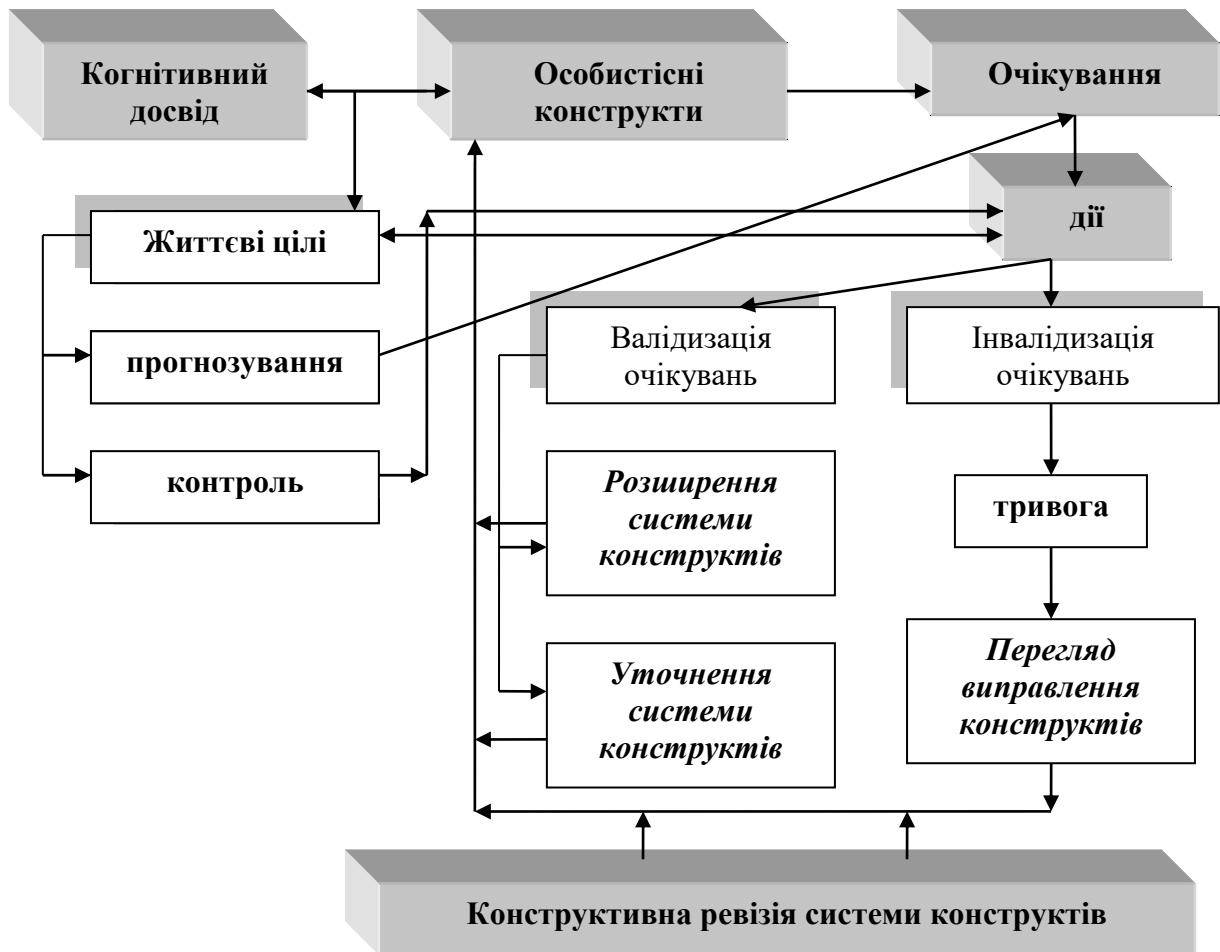 Когнітивний
досвід
Особистісні
конструкти
Очікування
дії
Життєві цілі
прогнозування
контроль
Валідизація
очікувань
Інвалідизація
очікувань
Розширення
системи
конструктів
тривога
Уточнення
системи
конструктів
Перегляд
виправлення
конструктів
Конструктивна ревізія системи конструктів